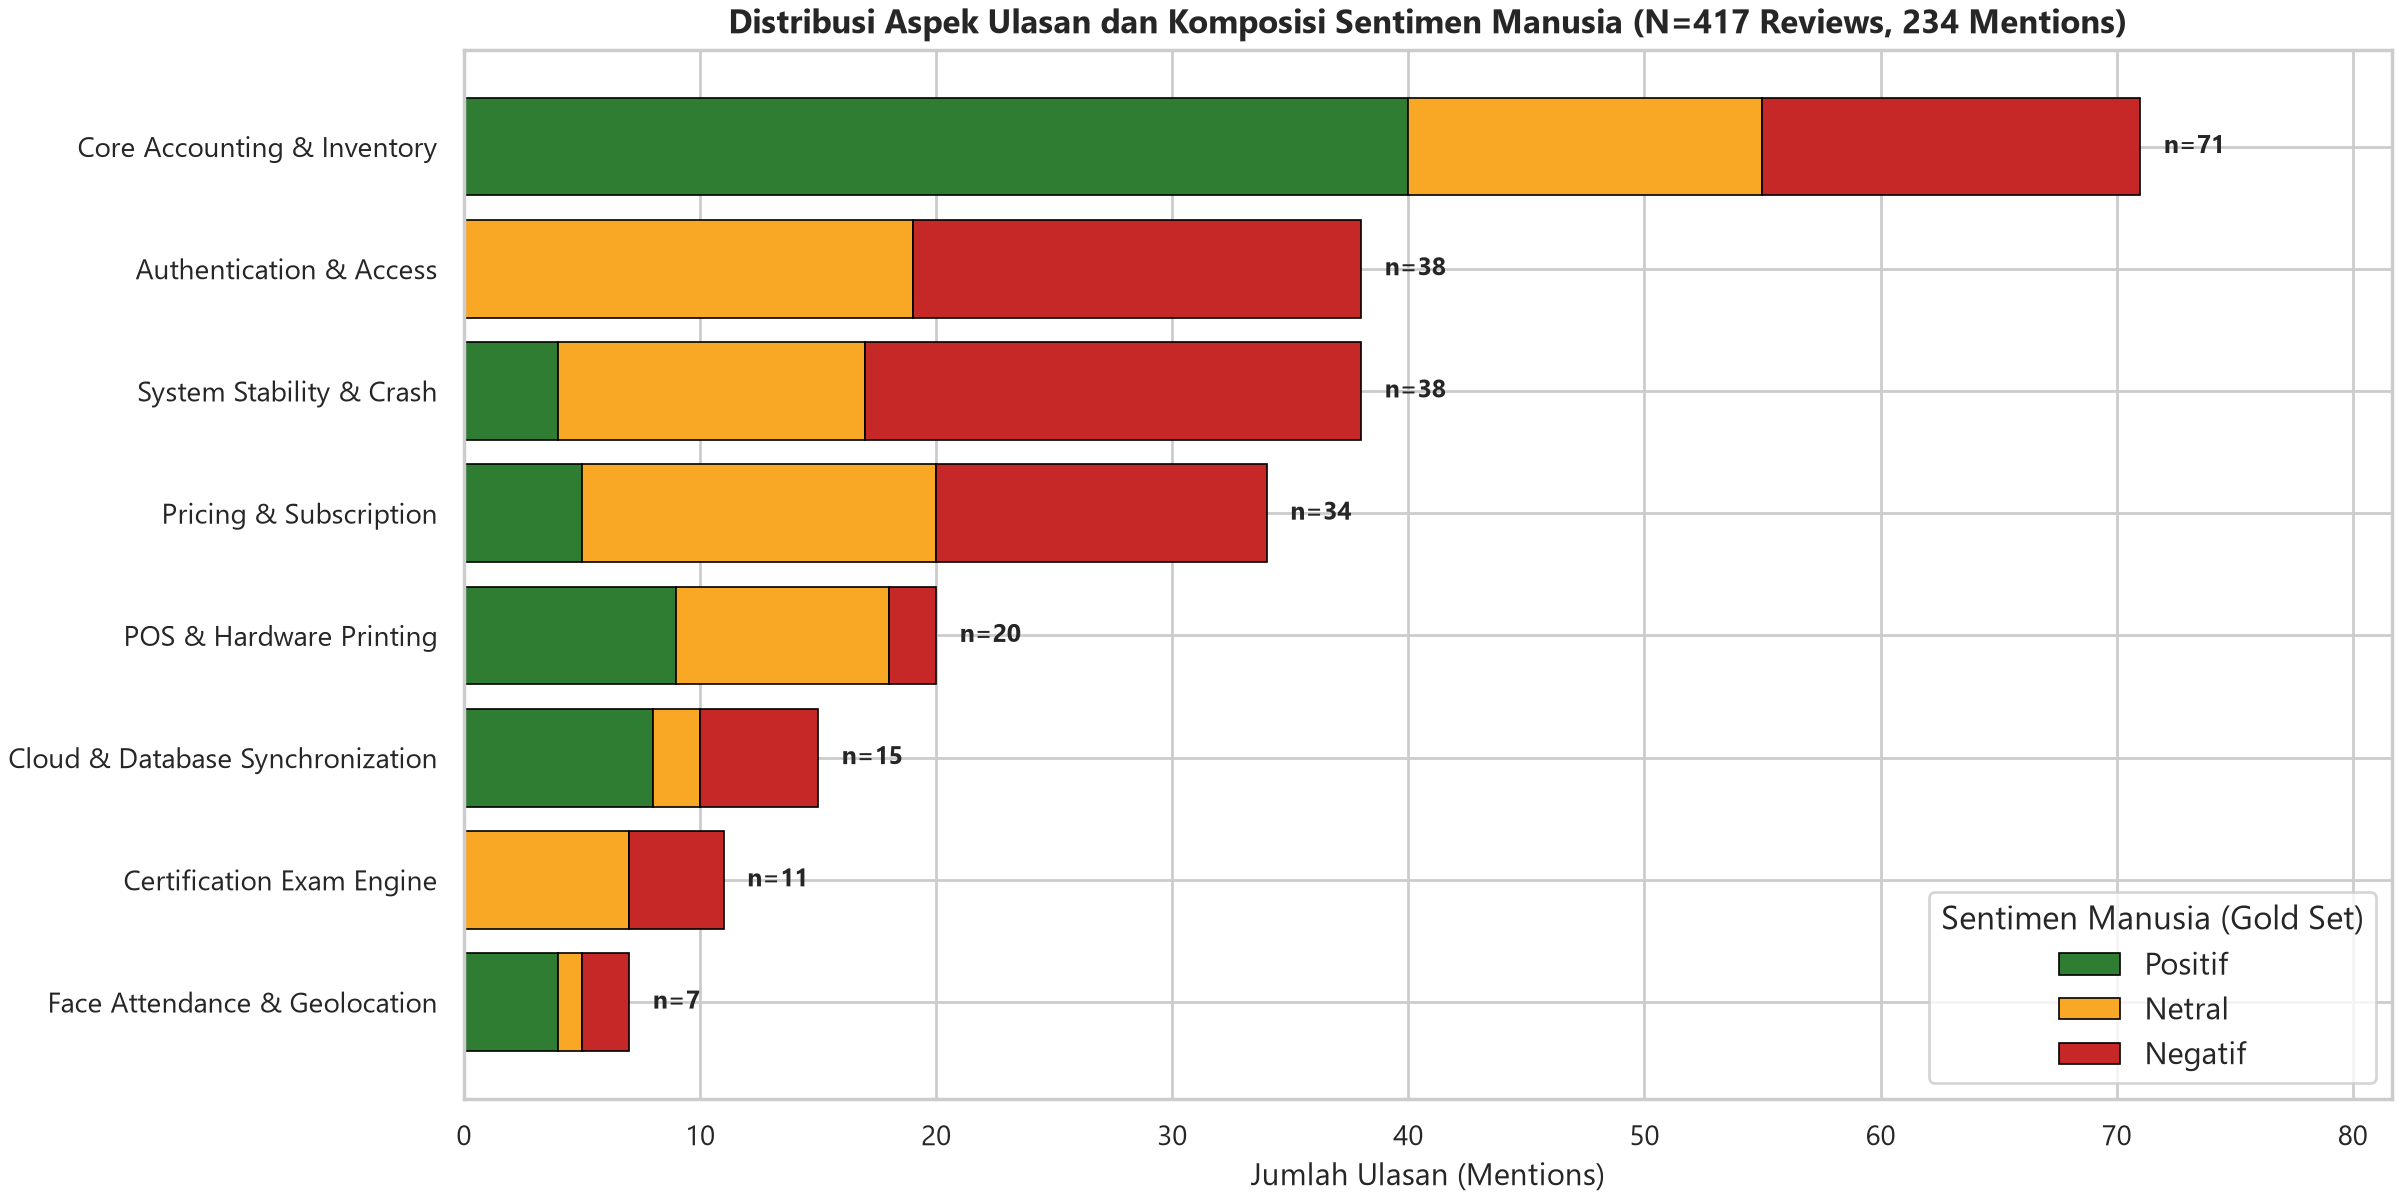 Distribusi Aspek Ulasan dan Komposisi Sentimen Manusia (N=417 Reviews, 234 Mentions)
Core Accounting & Inventory
n=71
Authentication & Access
n=38
System Stability & Crash
n=38
Pricing & Subscription
n=34
POS & Hardware Printing
n=20
Cloud & Database Synchronization
n=15
Certification Exam Engine
n=11
Face Attendance & Geolocation
n=7
Sentimen Manusia (Gold Set)
Positif
Netral
Negatif
0 10 20 30 40 50 60 70 80
Jumlah Ulasan (Mentions)